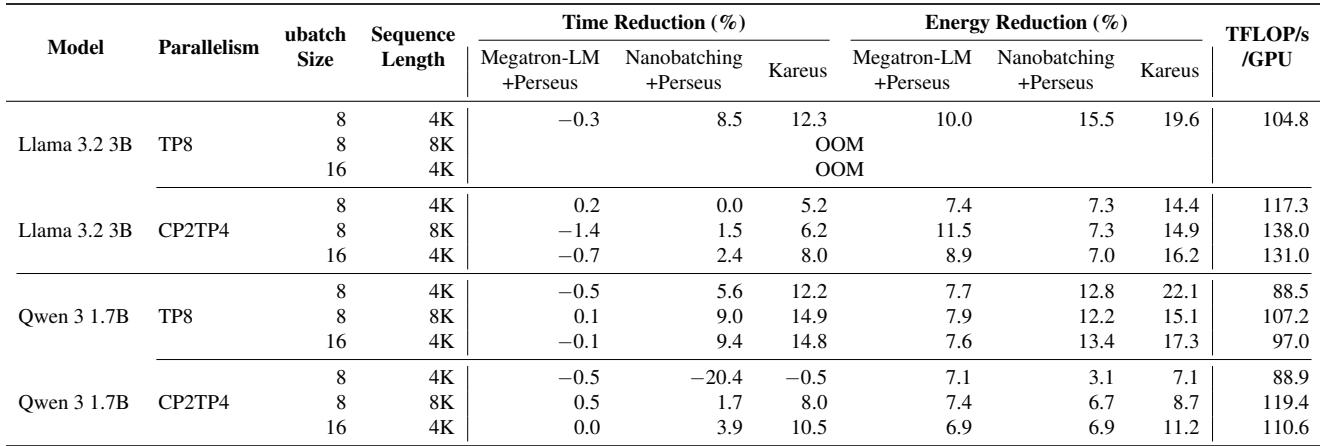 Model Parallelism ubatch Size Sequence Length Time Reduction (%) Energy Reduction (%) TFLOP/s /GPU
Megatron-LM +Perseus Nanobatching +Perseus Kareus Megatron-LM +Perseus Nanobatching +Perseus Kareus
8 4K −0.3 8.5 12.3 10.0 15.5 19.6 104.8
Llama 3.2 3B TP8 8 8K OOM
16 4K OOM
8 4K 0.2 0.0 5.2 7.4 7.3 14.4 117.3
Llama 3.2 3B CP2TP4 8 8K −1.4 1.5 6.2 11.5 7.3 14.9 138.0
16 4K −0.7 2.4 8.0 8.9 7.0 16.2 131.0
8 4K −0.5 5.6 12.2 7.7 12.8 22.1 88.5
Qwen 3 1.7B TP8 8 8K 0.1 9.0 14.9 7.9 12.2 15.1 107.2
16 4K −0.1 9.4 14.8 7.6 13.4 17.3 97.0
8 4K −0.5 −20.4 −0.5 7.1 3.1 7.1 88.9
Qwen 3 1.7B CP2TP4 8 8K 0.5 1.7 8.0 7.4 6.7 8.7 119.4
16 4K 0.0 3.9 10.5 6.9 6.9 11.2 110.6